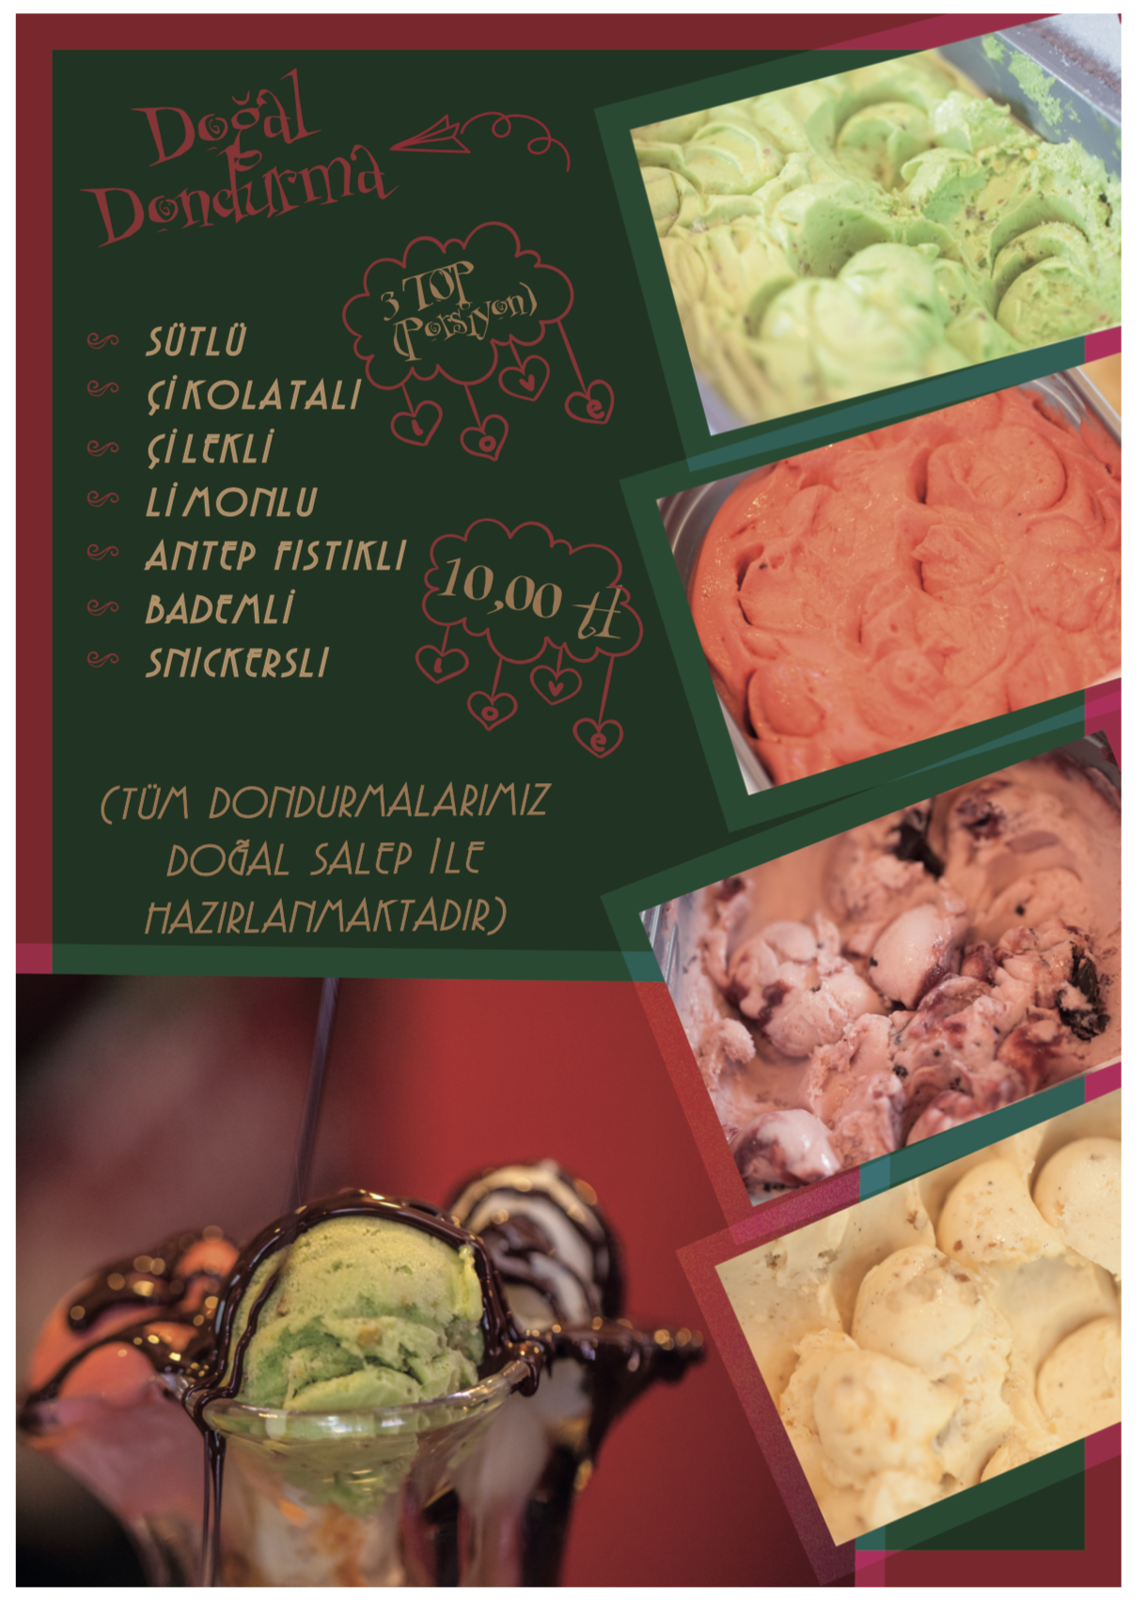 Doğal
Dondurma
3 TOP
(Porsiyon)
l
o
v
e
SÜTLÜ
ÇİKOLATALI
ÇİLEKLİ
LİMONLU
ANTEP FISTIKLI
BADEMLİ
SNICKERSLI
10,00 tl
l
o
v
e
(TÜM DONDURMALARIMIZ
DOĞAL SALEP İLE
HAZIRLANMAKTADIR)